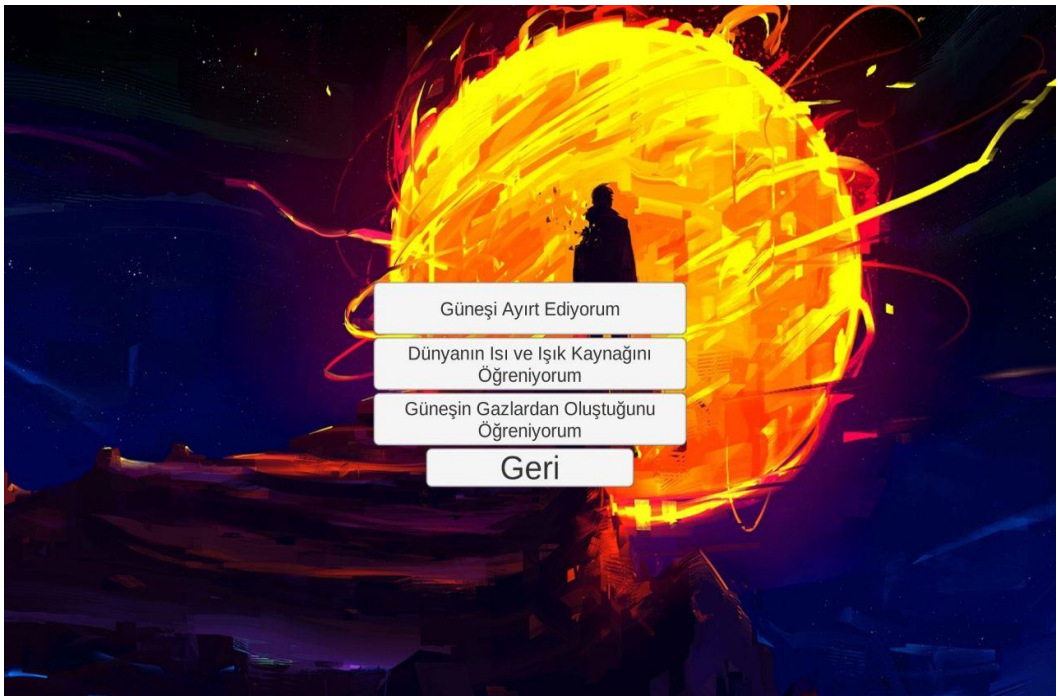 Güneşi Ayırt Ediyorum
Dünyanın Isı ve Işık Kaynağını
Öğreniyorum
Güneşin Gazlardan Oluştuğunu
Öğreniyorum
Geri